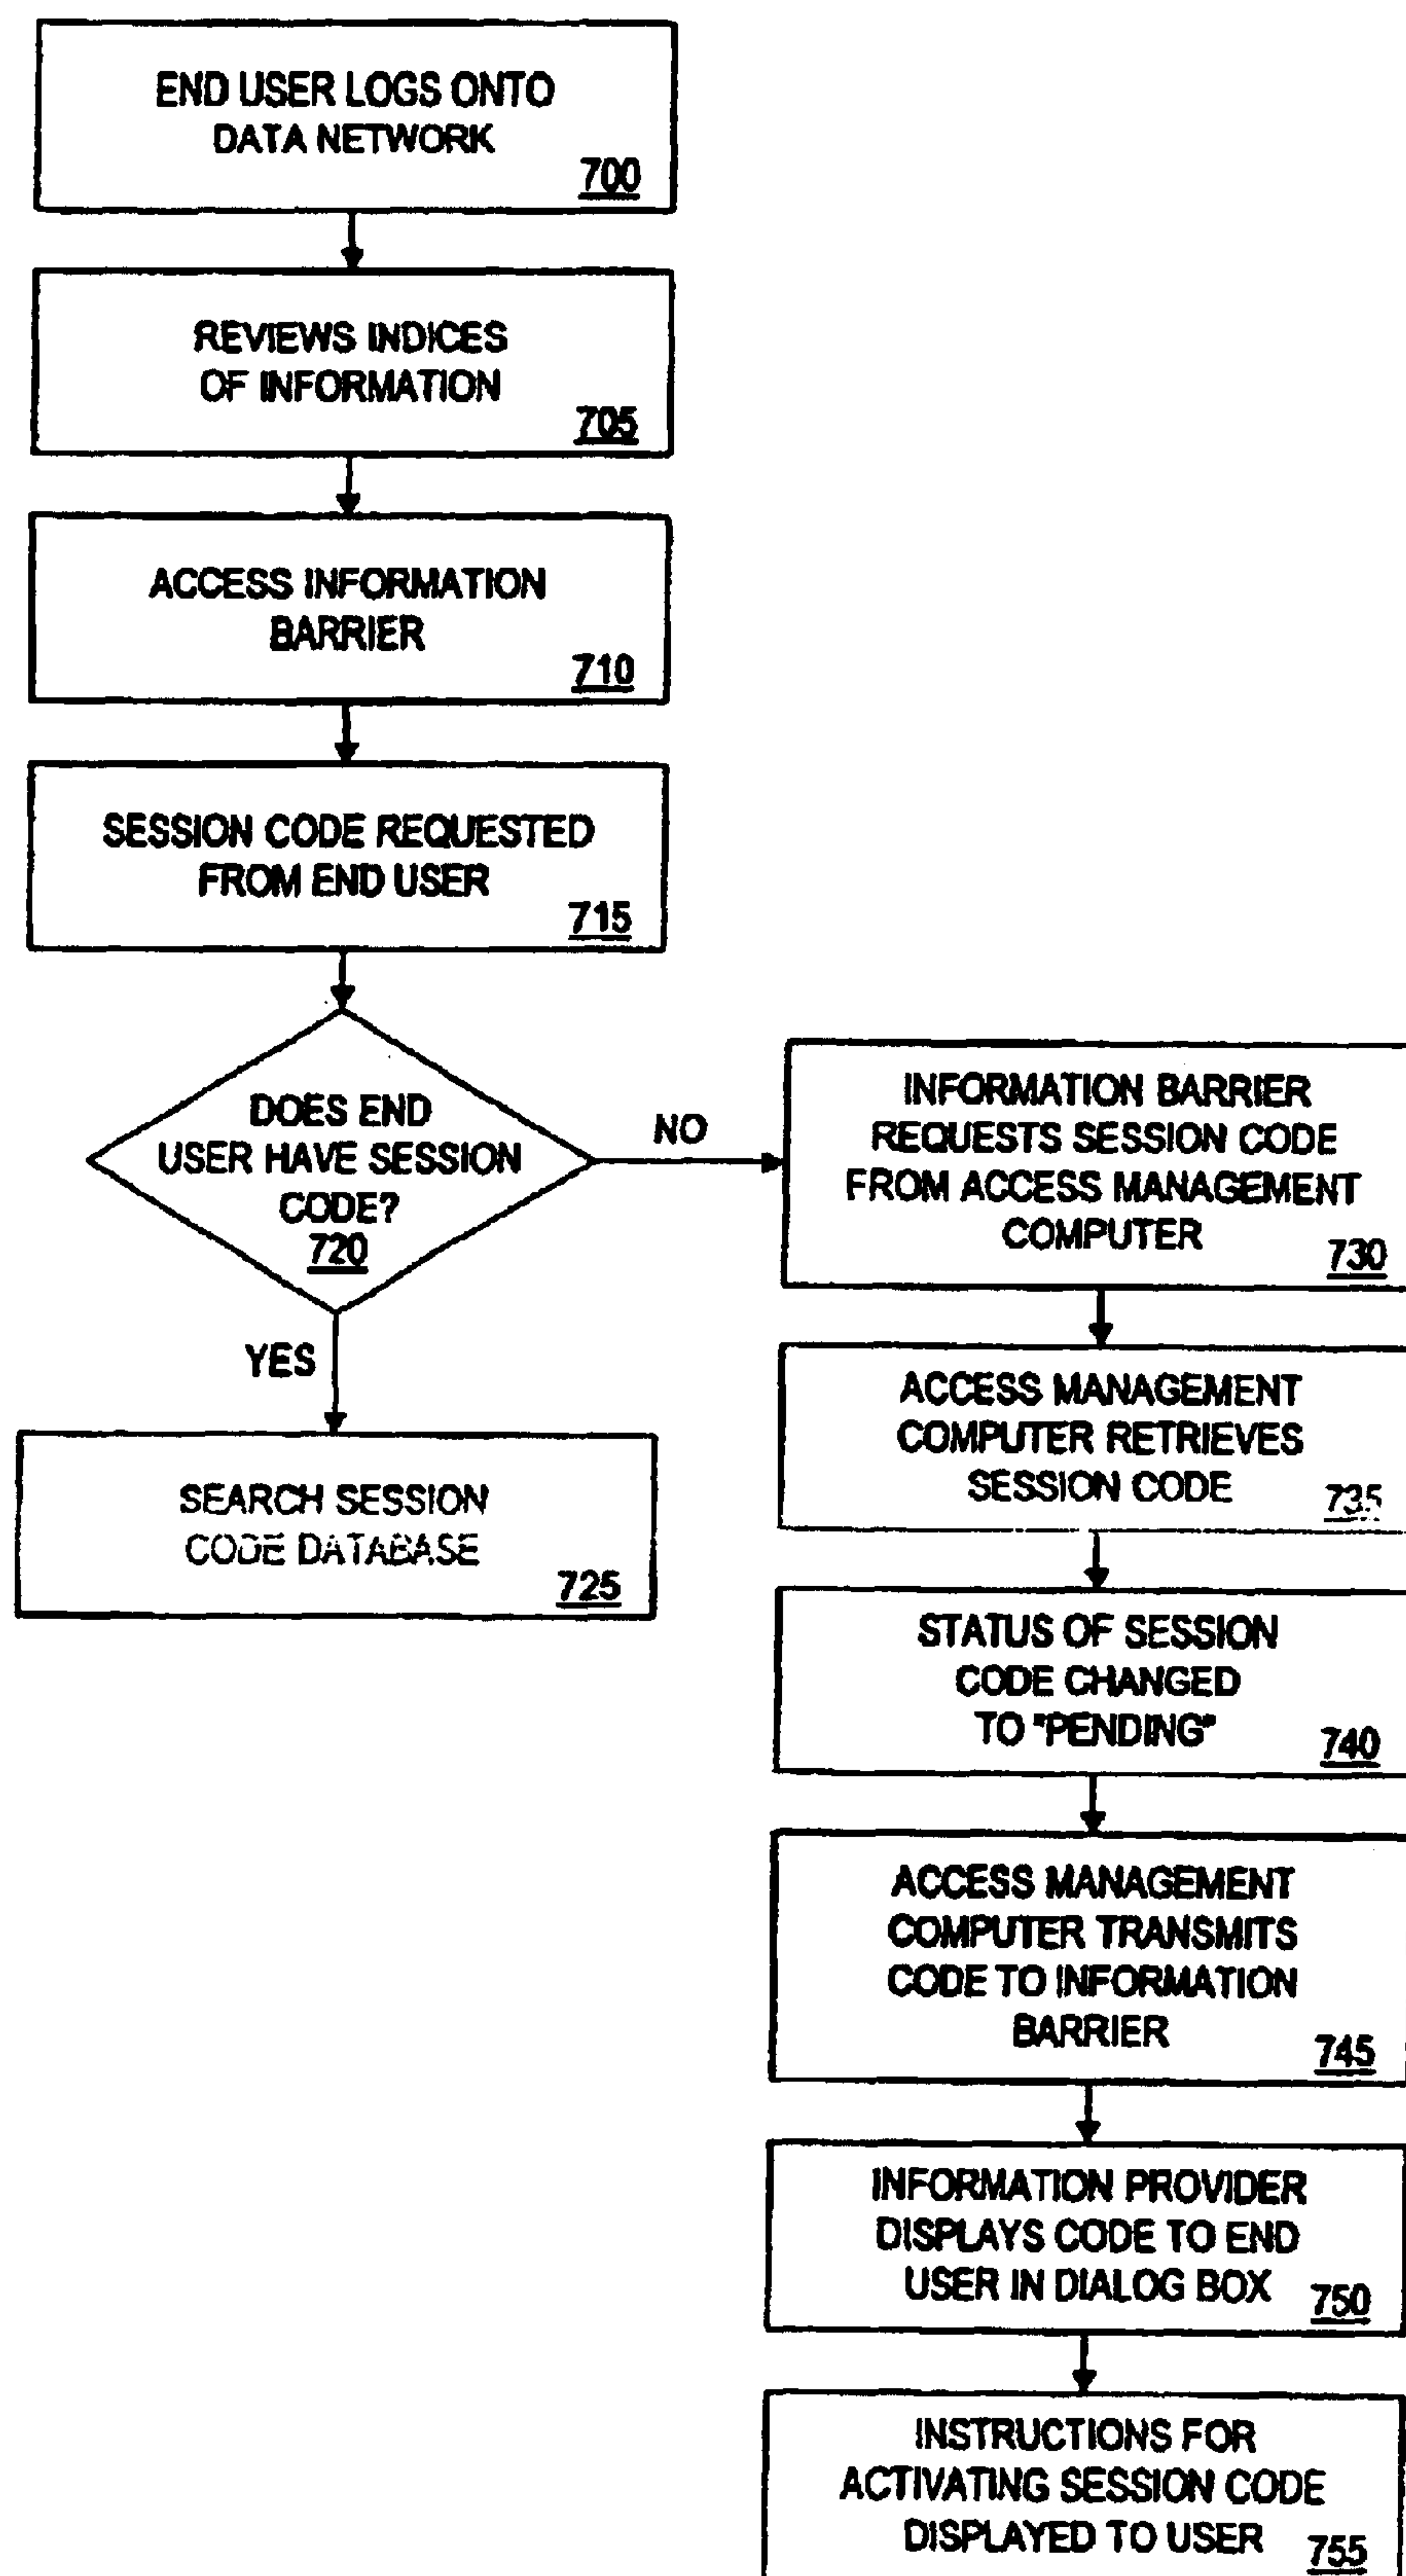 END USER LOGS ONTO
DATA NETWORK
700
REVIEWS INDICES
OF INFORMATION
705
ACCESS INFORMATION
BARRIER
710
SESSION CODE REQUESTED
FROM END USER
715
DOES END
USER HAVE SESSION
CODE?
720
NO
YES
SEARCH SESSION
CODE DATABASE
725
INFORMATION BARRIER
REQUESTS SESSION CODE
FROM ACCESS MANAGEMENT
COMPUTER
730
ACCESS MANAGEMENT
COMPUTER RETRIEVES
SESSION CODE
735
STATUS OF SESSION
CODE CHANGED
TO "PENDING"
740
ACCESS MANAGEMENT
COMPUTER TRANSMITS
CODE TO INFORMATION
BARRIER
745
INFORMATION PROVIDER
DISPLAYS CODE TO END
USER IN DIALOG BOX
750
INSTRUCTIONS FOR
ACTIVATING SESSION CODE
DISPLAYED TO USER
755